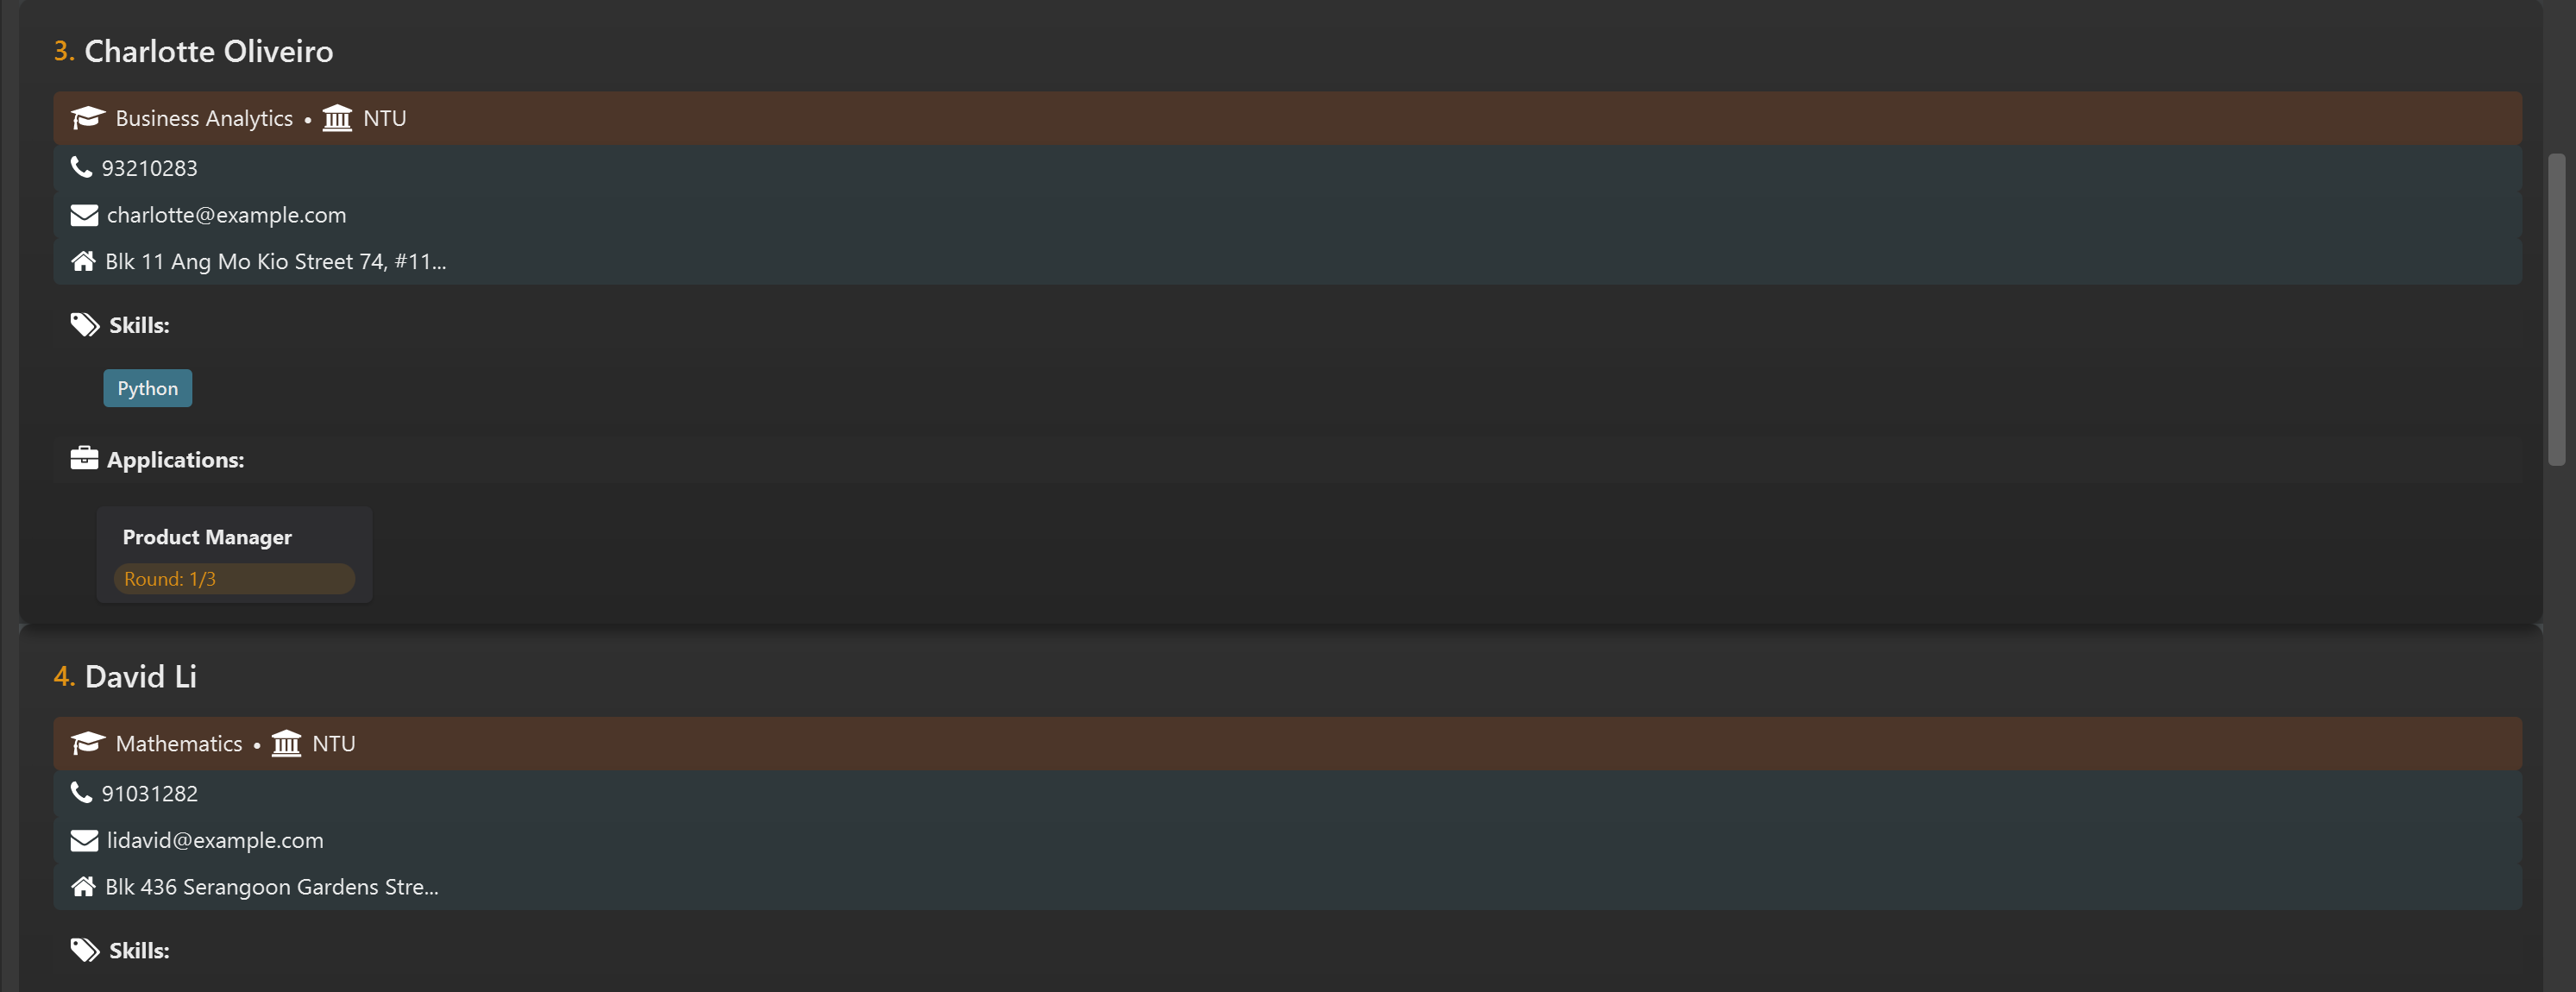 3. Charlotte Oliveiro
Business Analytics • NTU
93210283
charlotte@example.com
Blk 11 Ang Mo Kio Street 74, #11...
Skills:
Python
Applications:
Product Manager
Round: 1/3
4. David Li
Mathematics • NTU
91031282
lidavid@example.com
Blk 436 Serangoon Gardens Stre...
Skills: